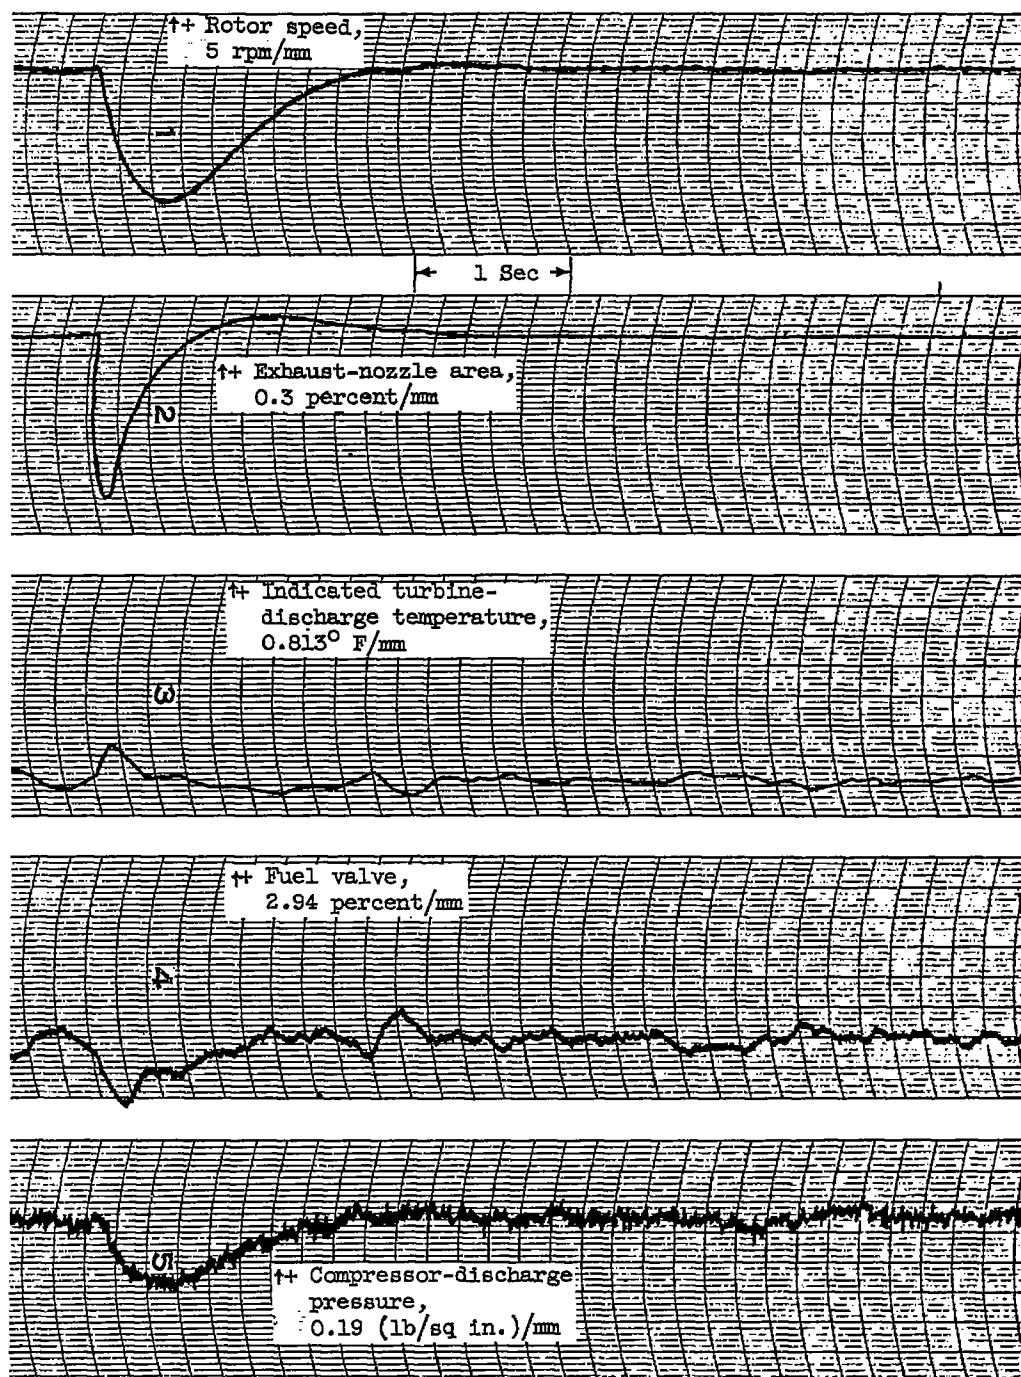 ↑+ Rotor speed,
5 rpm/mm
1
1 Sec
↑+ Exhaust-nozzle area,
0.3 percent/mm
2
↑+ Indicated turbine-
discharge temperature,
0.813° F/mm
3
↑+ Fuel valve,
2.94 percent/mm
4
5
↑+ Compressor-discharge
pressure,
0.19 (lb/sq in.)/mm